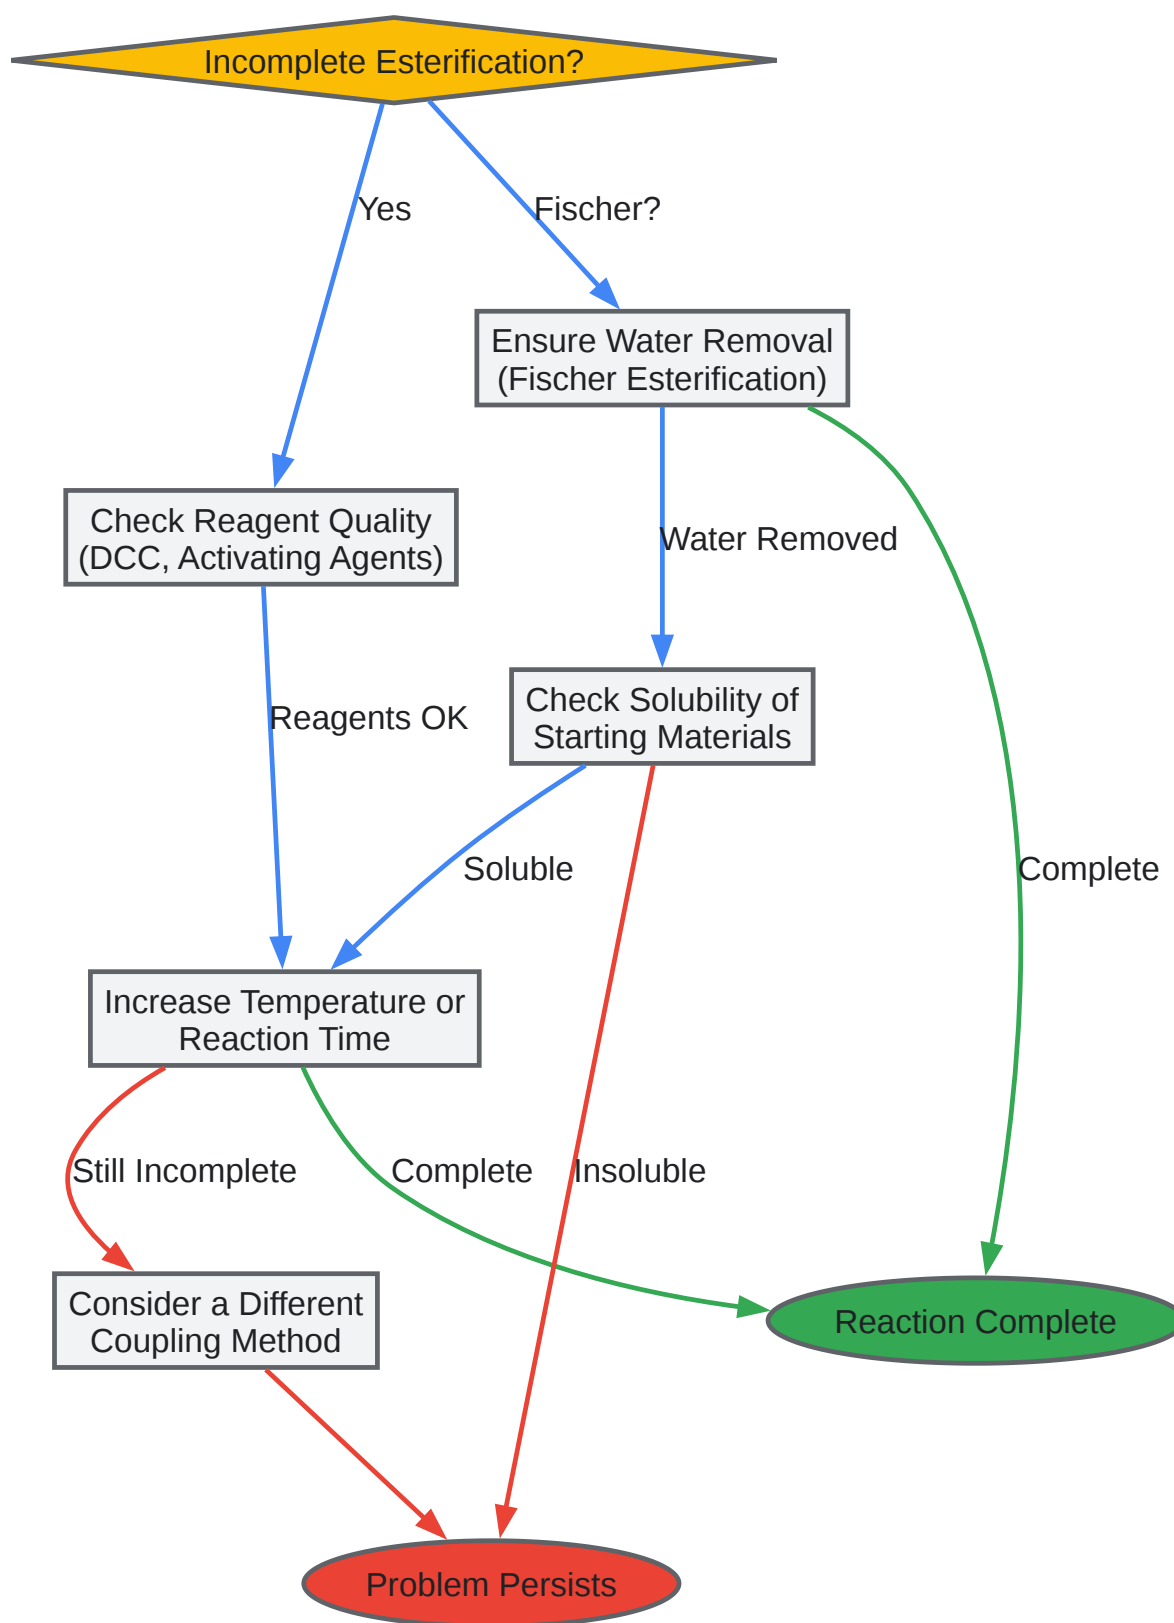 Incomplete Esterification?
Yes
Fischer?
Ensure Water Removal
(Fischer Esterification)
Check Reagent Quality
(DCC, Activating Agents)
Water Removed
Reagents OK
Check Solubility of
Starting Materials
Soluble
Complete
Increase Temperature or
Reaction Time
Still Incomplete
Complete
Insoluble
Consider a Different
Coupling Method
Reaction Complete
Problem Persists